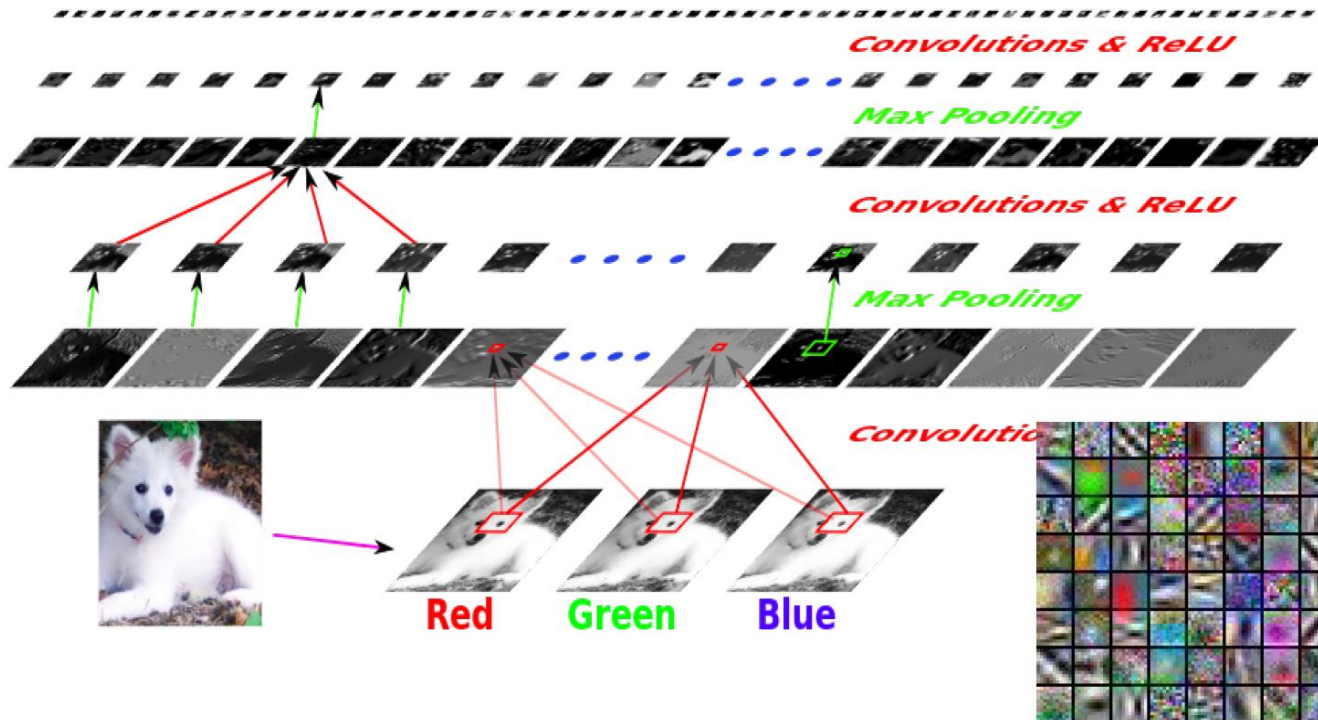 Convolutions & ReLU
Max Pooling
Convolutions & ReLU
Max Pooling
Red
Green
Blue